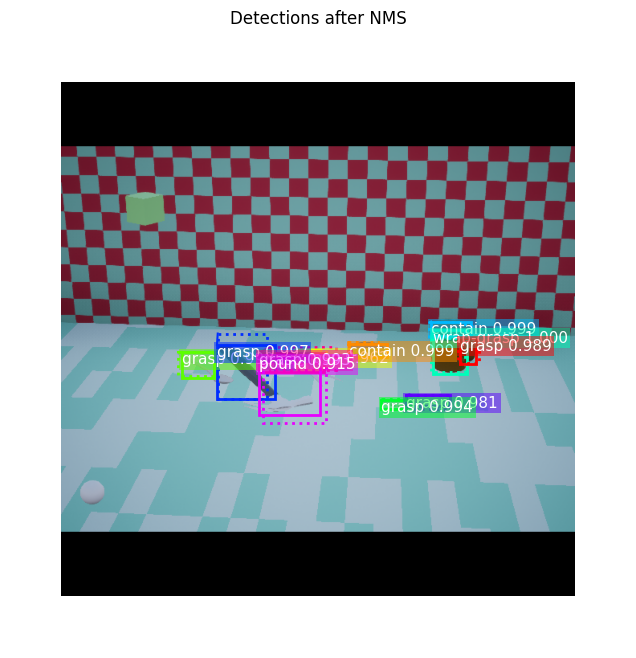 Detections after NMS
contain 0.999
wrap-grasp 1.000
grasp 0.989
grasp 0.997
contain 0.999
pound 0.915
0.981
grasp 0.994